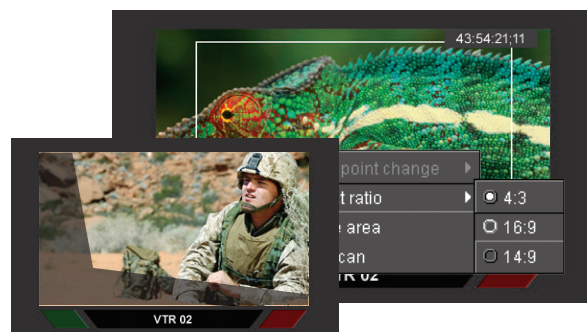 43:54:21;11
point change
t ratio
4:3
e area
16:9
can
14:9
TR 02
VTR 02